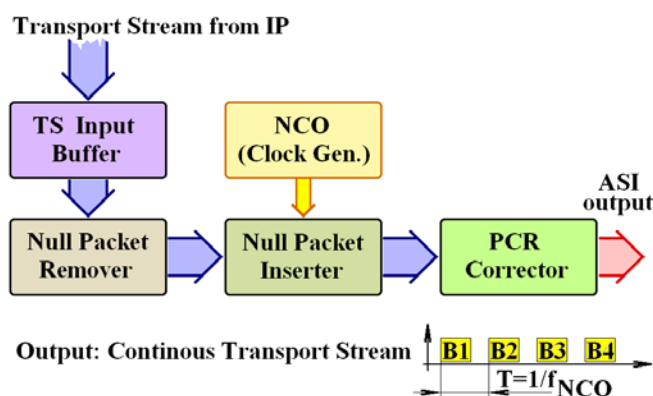 Transport Stream from IP
TS Input
Buffer
NCO
(Clock Gen.)
ASI
output
Null Packet
Remover
Null Packet
Inserter
PCR
Corrector
Output: Continous Transport Stream
B1 B2 B3 B4
T=1/fNCO